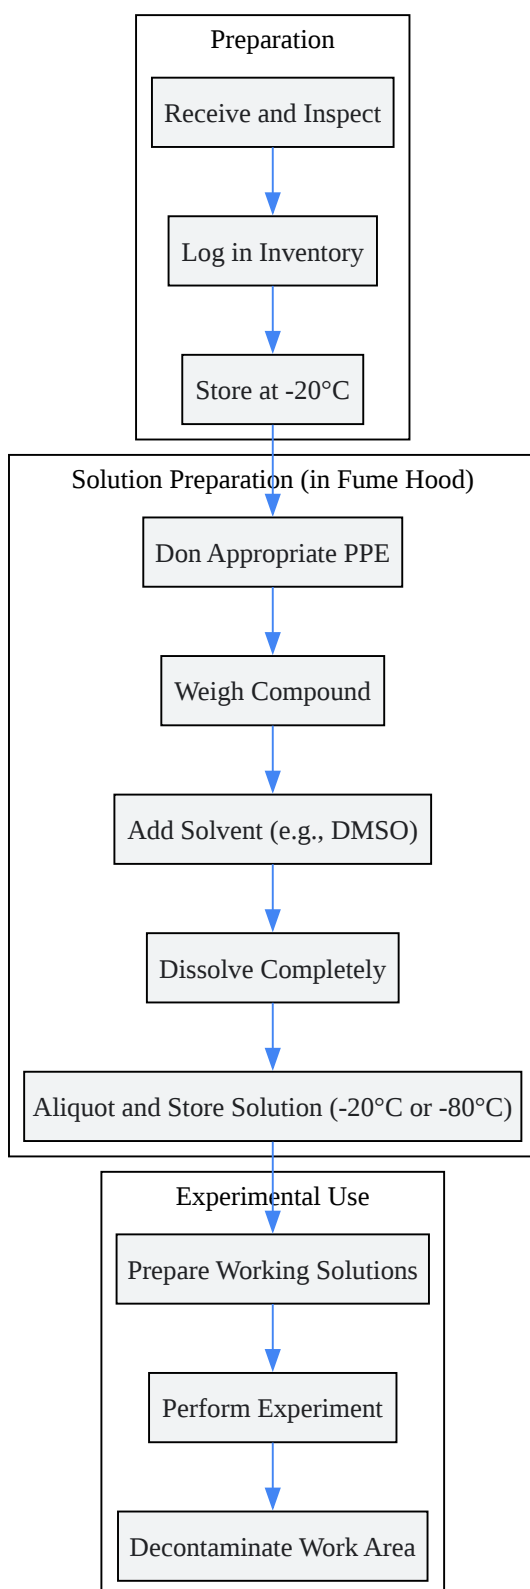 Preparation
Receive and Inspect
Log in Inventory
Store at -20°C
Solution Preparation (in Fume Hood)
Don Appropriate PPE
Weigh Compound
Add Solvent (e.g., DMSO)
Dissolve Completely
Aliquot and Store Solution (-20°C or -80°C)
Experimental Use
Prepare Working Solutions
Perform Experiment
Decontaminate Work Area